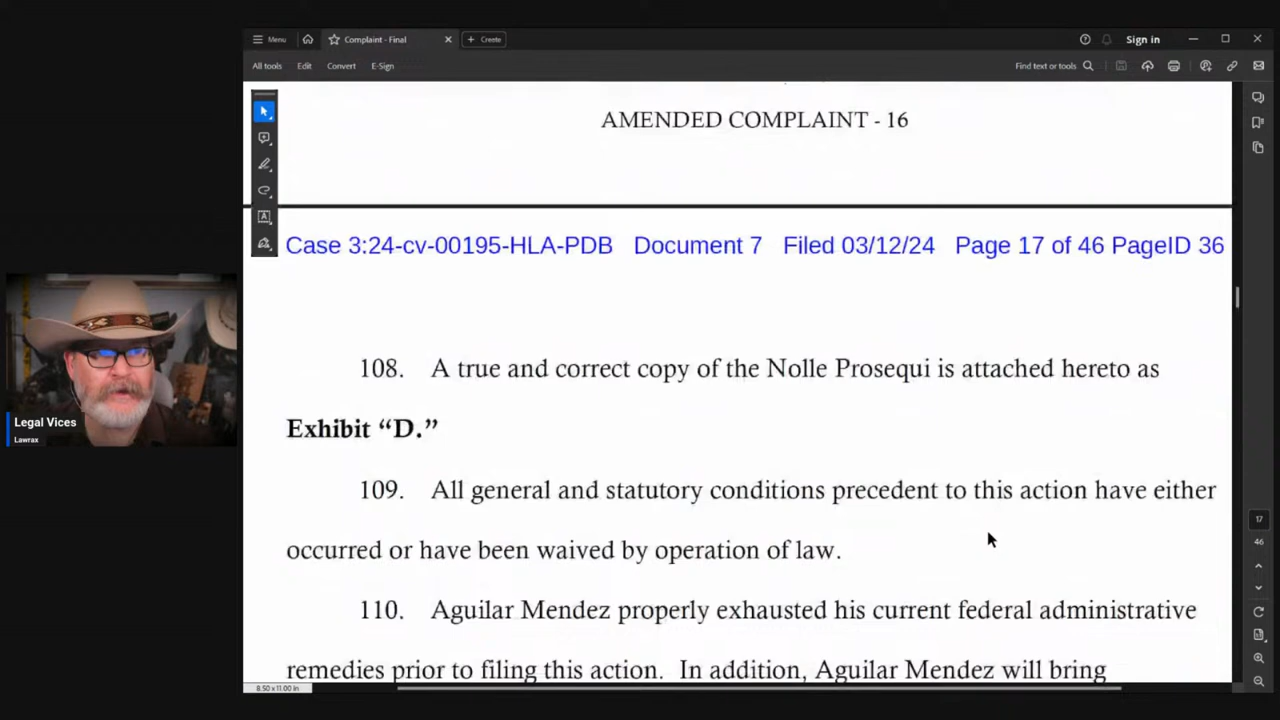 Menu
Complaint - Final
Create
Sign in
All tools
Edit
Convert
E-Sign
Find text or tools
AMENDED COMPLAINT - 16
Case 3:24-cv-00195-HLA-PDB Document 7 Filed 03/12/24 Page 17 of 46 PageID 36
108. A true and correct copy of the Nolle Prosequi is attached hereto as
Exhibit “D.”
109. All general and statutory conditions precedent to this action have either
occurred or have been waived by operation of law.
110. Aguilar Mendez properly exhausted his current federal administrative
remedies prior to filing this action. In addition, Aguilar Mendez will bring
Legal Vices
Lawrax
17
46
8.50 x 11.00 in